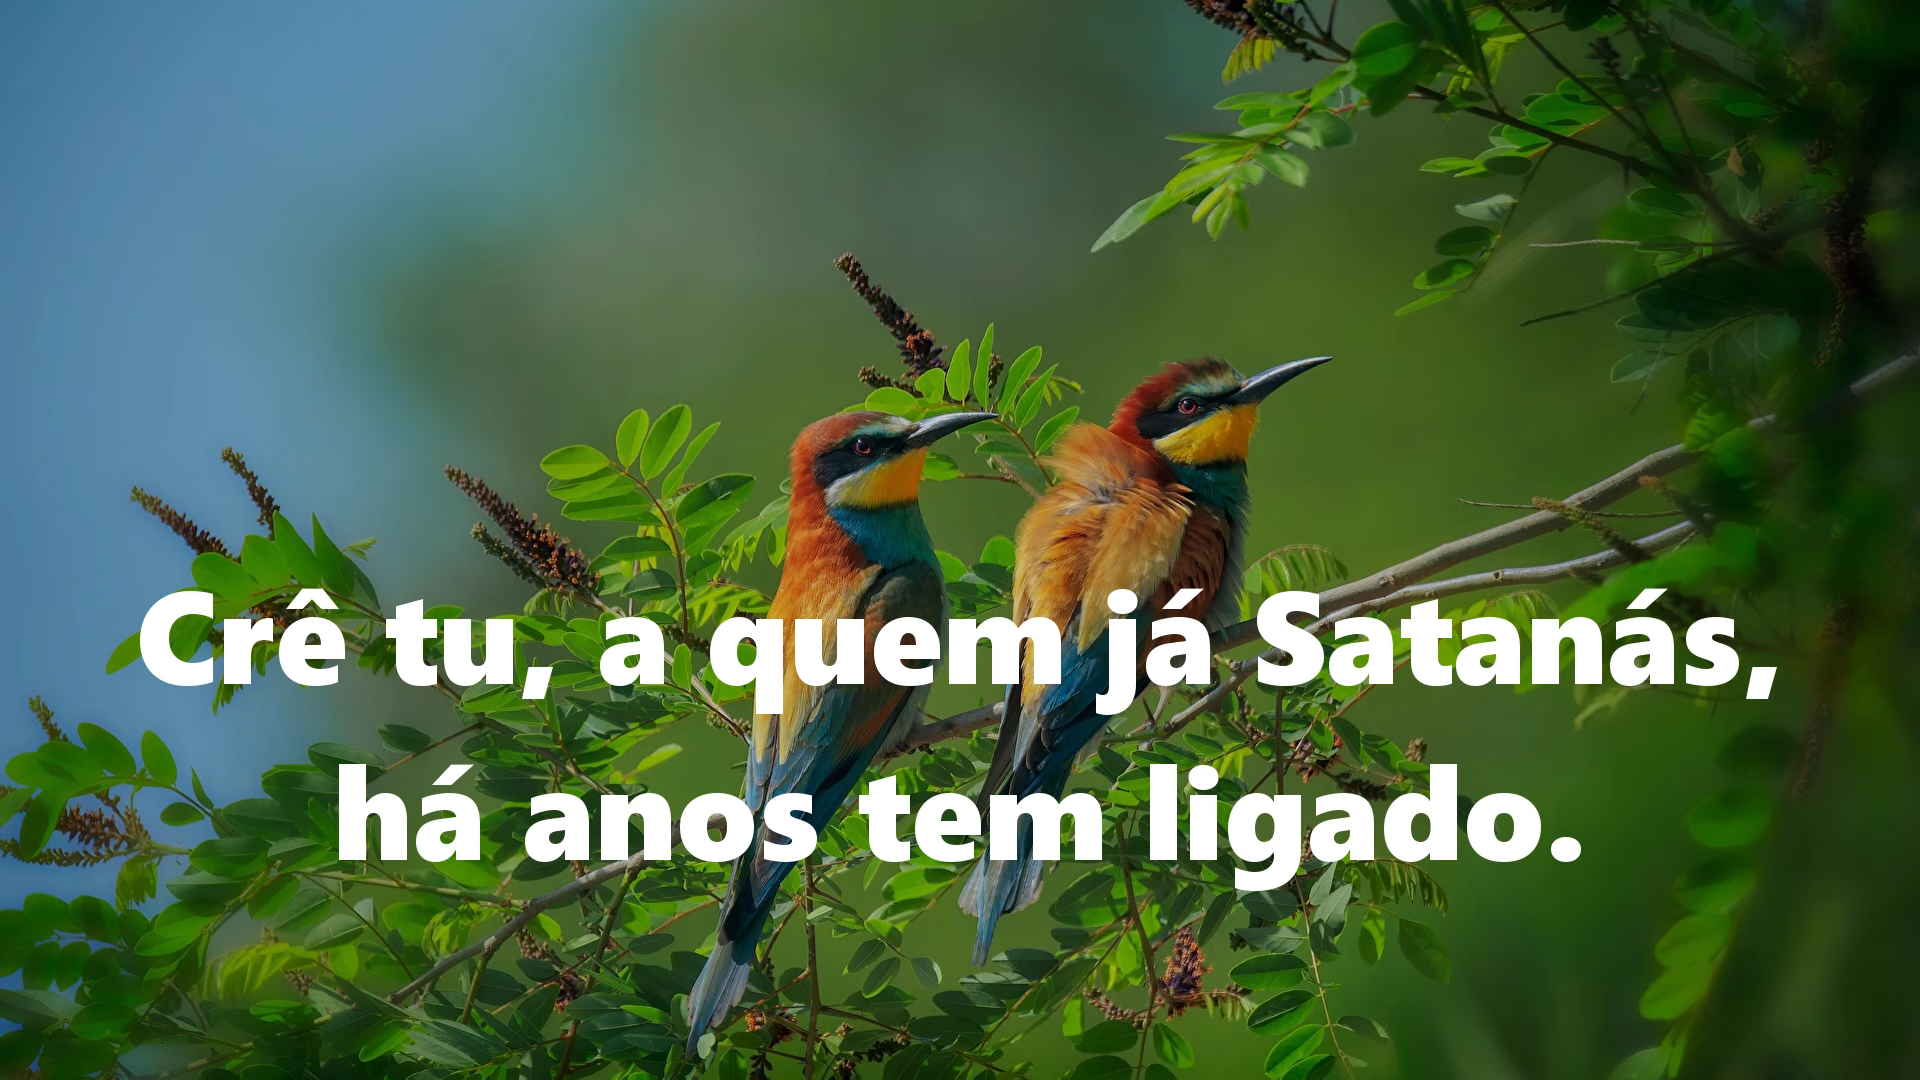 Crê tu, a quem já Satanás,
há anos tem ligado.